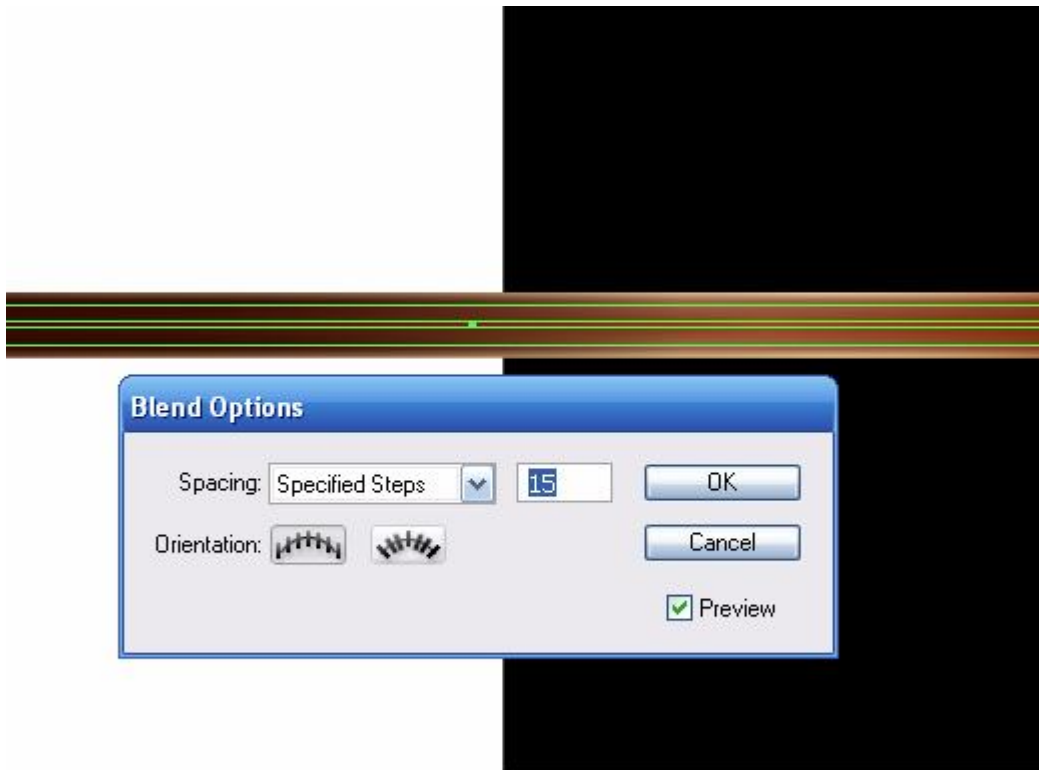 Blend Options
Spacing: Specified Steps 15 OK
Orientation: Cancel
Preview